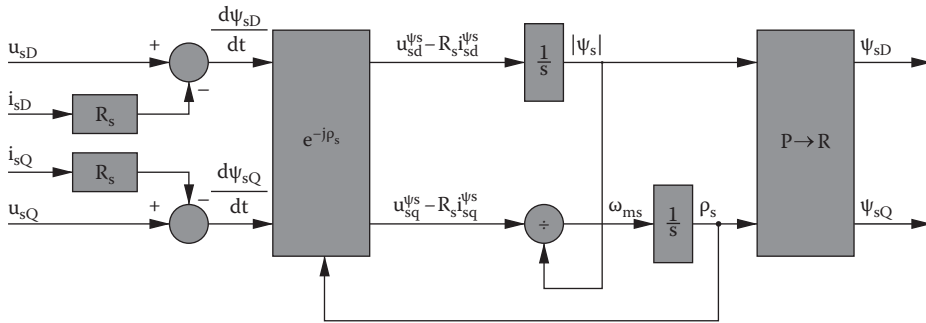 u_sD
+
−
dψ_sD
dt
i_sD
R_s
i_sQ
R_s
−
dψ_sQ
dt
u_sQ
+
e^−jρ_s
u_sd^ψs − R_s i_sd^ψs
1
s
|ψ_s|
u_sq^ψs − R_s i_sq^ψs
÷
ω_ms
1
s
ρ_s
P → R
ψ_sD
ψ_sQ